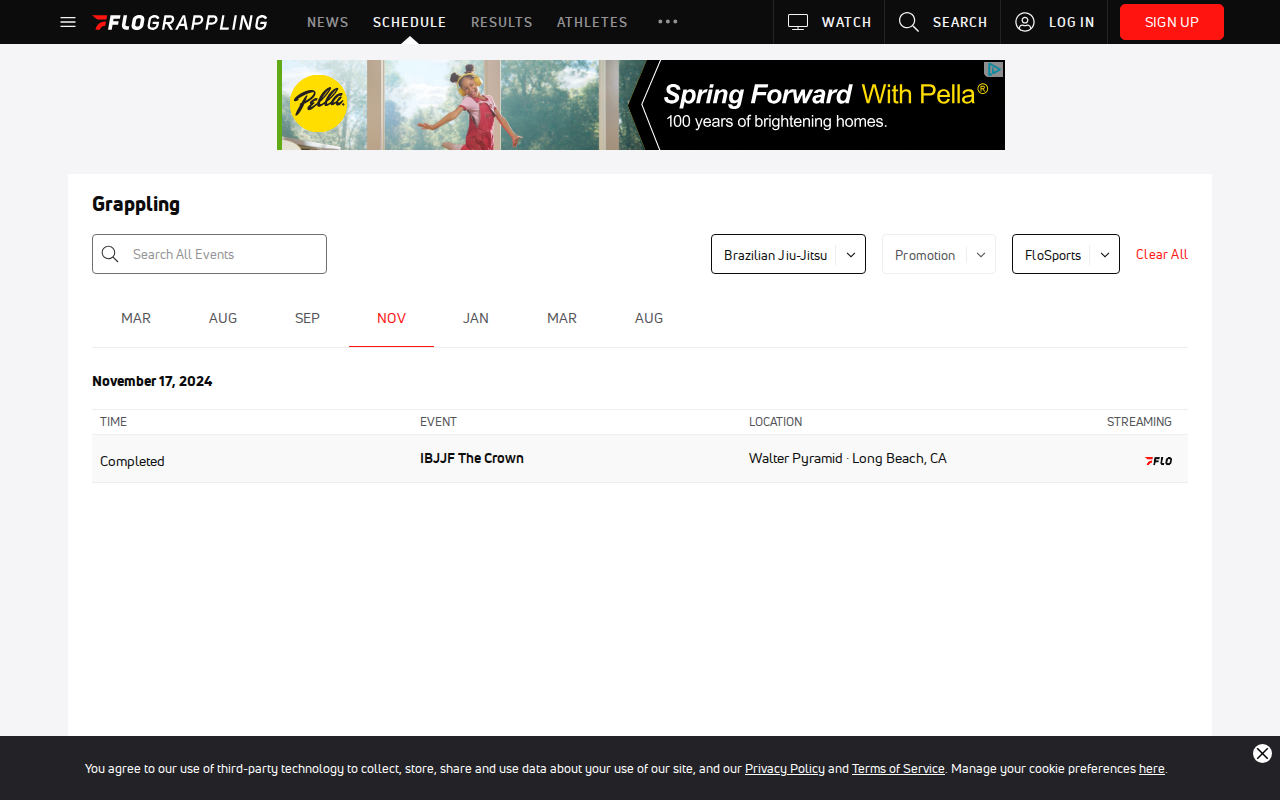 FLOGRAPPLING NEWS SCHEDULE RESULTS ATHLETES ••• WATCH SEARCH LOG IN SIGN UP
Pella. Spring Forward With Pella®
100 years of brightening homes.
Grappling
Search All Events Brazilian Jiu-Jitsu Promotion FloSports Clear All
MAR AUG SEP NOV JAN MAR AUG
November 17, 2024
TIME EVENT LOCATION STREAMING
Completed IBJJF The Crown Walter Pyramid · Long Beach, CA FLO
You agree to our use of third-party technology to collect, store, share and use data about your use of our site, and our Privacy Policy and Terms of Service. Manage your cookie preferences here.